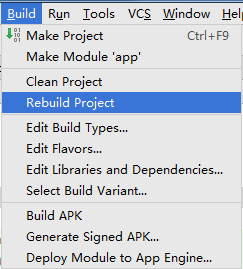 Build Run Tools VCS Window He
Make Project Ctrl+F9
Make Module 'app'
Clean Project
Rebuild Project
Edit Build Types...
Edit Flavors...
Edit Libraries and Dependencies...
Select Build Variant...
Build APK
Generate Signed APK...
Deploy Module to App Engine...